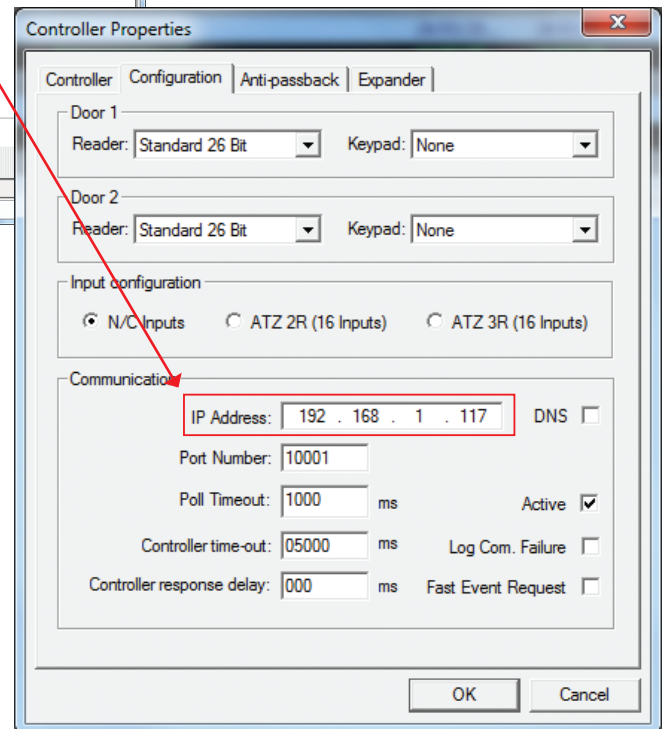 Controller Properties
Controller Configuration Anti-passback Expander
Door 1
Reader: Standard 26 Bit Keypad: None
Door 2
Reader: Standard 26 Bit Keypad: None
Input configuration
N/C Inputs ATZ 2R (16 Inputs) ATZ 3R (16 Inputs)
Communication
IP Address: 192 . 168 . 1 . 117 DNS
Port Number: 10001
Poll Timeout: 1000 ms Active
Controller time-out: 05000 ms Log Com. Failure
Controller response delay: 000 ms Fast Event Request
OK Cancel